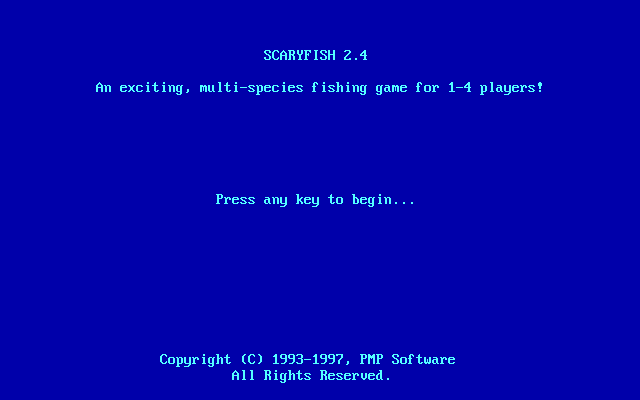 SCARYFISH 2.4
An exciting, multi-species fishing game for 1-4 players!
Press any key to begin...
Copyright (C) 1993-1997, PMP Software
All Rights Reserved.